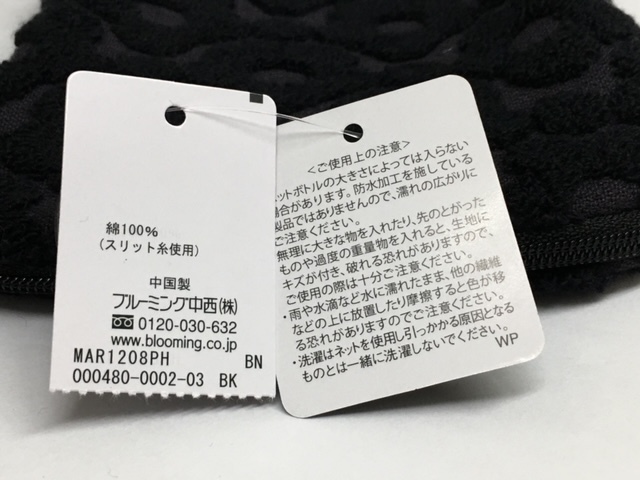 綿100%
(スリット糸使用)
中国製
ブルーミング中西(株)
0120-030-632
www.blooming.co.jp
MAR1208PH BN
000480-0002-03 BK
<ご使用上の注意>
ットボトルの大きさによっては入らない
場合があります。防水加工を施している
製品ではありませんので、濡れの広がりに
ご注意ください。
無理に大きな物を入れたり、先のとがった
ものや過度の重量物を入れると、生地に
キズが付き、破れる恐れがありますので、
ご使用の際は十分ご注意ください。
・雨や水滴など水に濡れたまま、他の繊維
などの上に放置したり摩擦すると色が移
る恐れがありますのでご注意ください。
・洗濯はネットを使用し引っかかる原因となる
ものとは一緒に洗濯しないでください。
WP